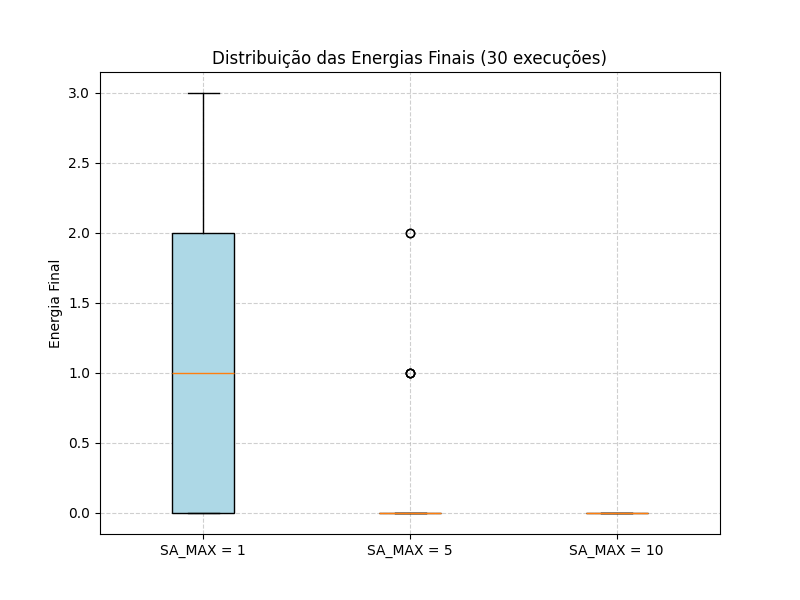 Distribuição das Energias Finais (30 execuções)
Energia Final
3.0
2.5
2.0
1.5
1.0
0.5
0.0
SA_MAX = 1
SA_MAX = 5
SA_MAX = 10